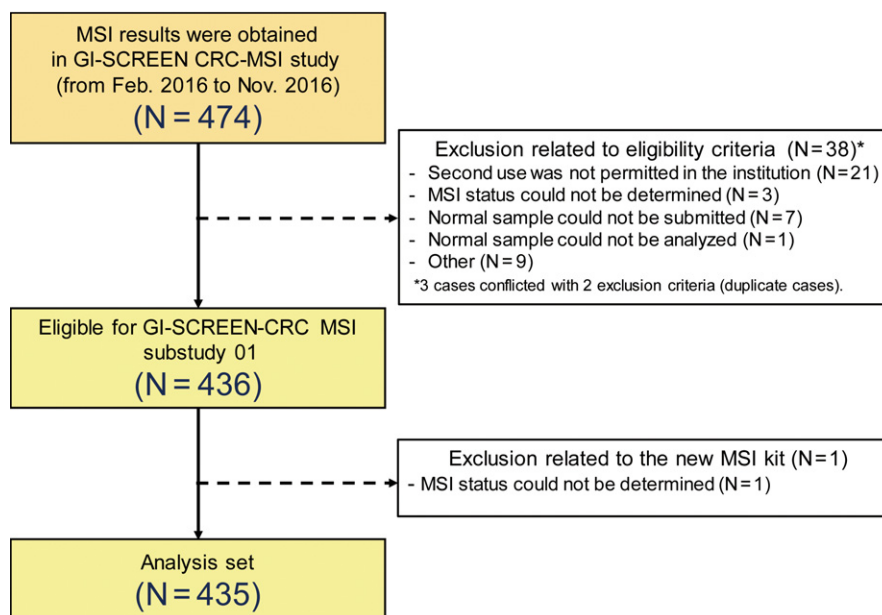 MSI results were obtained
in GI-SCREEN CRC-MSI study
(from Feb. 2016 to Nov. 2016)
(N = 474)
Exclusion related to eligibility criteria (N=38)*
- Second use was not permitted in the institution (N=21)
- MSI status could not be determined (N=3)
- Normal sample could not be submitted (N=7)
- Normal sample could not be analyzed (N=1)
- Other (N=9)
*3 cases conflicted with 2 exclusion criteria (duplicate cases).
Eligible for GI-SCREEN-CRC MSI
substudy 01
(N = 436)
Exclusion related to the new MSI kit (N=1)
- MSI status could not be determined (N=1)
Analysis set
(N = 435)